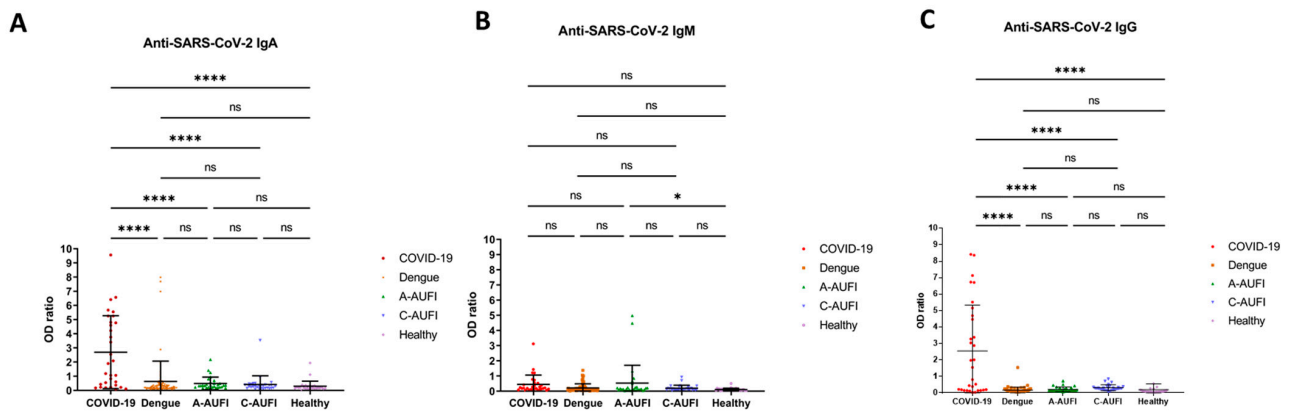 A
Anti-SARS-CoV-2 IgA
****
ns
****
ns
**** ns
**** ns ns ns
10
9
8
7
6
5
4
3
2
1
0
OD ratio
COVID-19 Dengue A-AUFI C-AUFI Healthy
COVID-19
Dengue
A-AUFI
C-AUFI
Healthy
B
Anti-SARS-CoV-2 IgM
ns
ns
ns
ns
ns *
ns ns ns ns
10
9
8
7
6
5
4
3
2
1
0
OD ratio
COVID-19 Dengue A-AUFI C-AUFI Healthy
COVID-19
Dengue
A-AUFI
C-AUFI
Healthy
C
Anti-SARS-CoV-2 IgG
****
ns
****
ns
**** ns
**** ns ns ns
10
9
8
7
6
5
4
3
2
1
0
OD ratio
COVID-19 Dengue A-AUFI C-AUFI Healthy
COVID-19
Dengue
A-AUFI
C-AUFI
Healthy